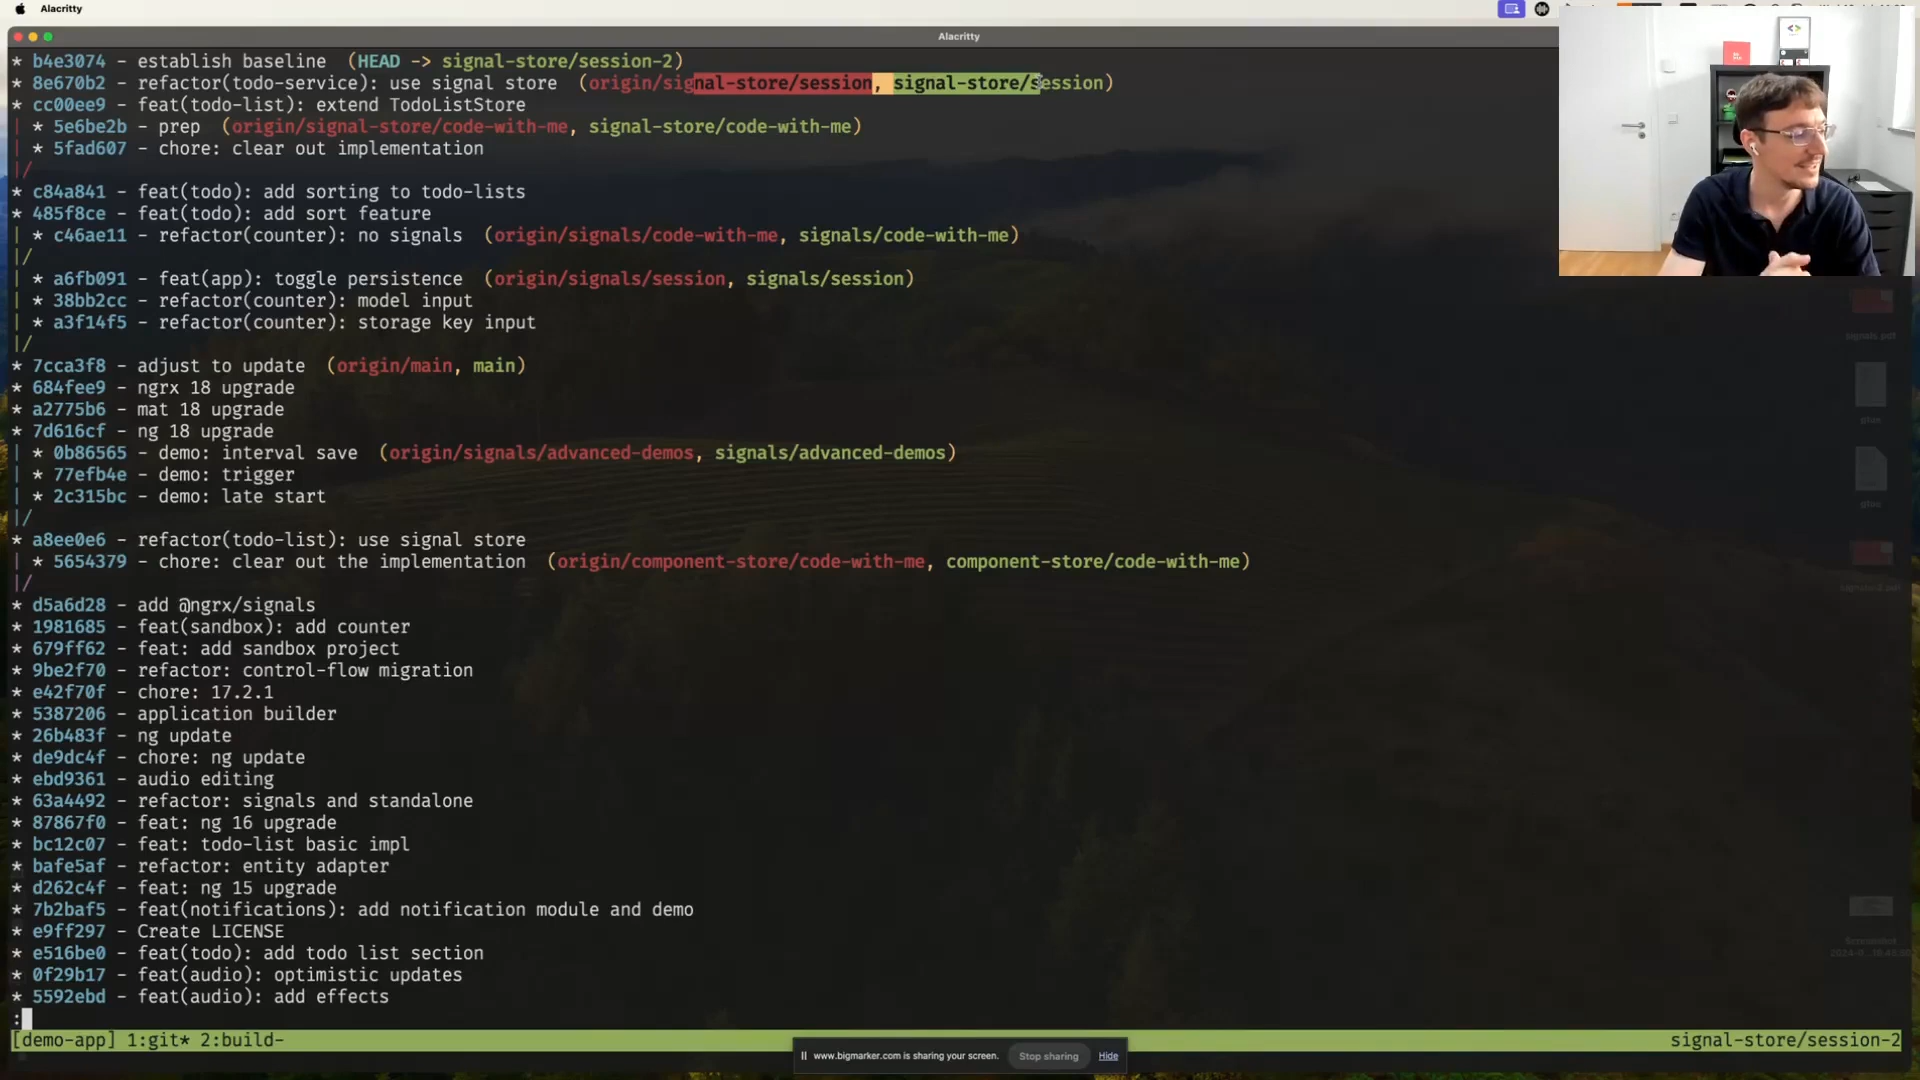 Alacritty
Alacritty
* b4e3074 - establish baseline (HEAD -> signal-store/session-2)
* 8e670b2 - refactor(todo-service): use signal store (origin/signal-store/session, signal-store/session)
* cc00ee9 - feat(todo-list): extend TodoListStore
| * 5e6be2b - prep (origin/signal-store/code-with-me, signal-store/code-with-me)
| * 5fad607 - chore: clear out implementation
|/
* c84a841 - feat(todo): add sorting to todo-lists
* 485f8ce - feat(todo): add sort feature
| * c46ae11 - refactor(counter): no signals (origin/signals/code-with-me, signals/code-with-me)
|/
| * a6fb091 - feat(app): toggle persistence (origin/signals/session, signals/session)
| * 38bb2cc - refactor(counter): model input
| * a3f14f5 - refactor(counter): storage key input
|/
* 7cca3f8 - adjust to update (origin/main, main)
* 684fee9 - ngrx 18 upgrade
* a2775b6 - mat 18 upgrade
* 7d616cf - ng 18 upgrade
| * 0b86565 - demo: interval save (origin/signals/advanced-demos, signals/advanced-demos)
| * 77efb4e - demo: trigger
| * 2c315bc - demo: late start
|/
* a8ee0e6 - refactor(todo-list): use signal store
| * 5654379 - chore: clear out the implementation (origin/component-store/code-with-me, component-store/code-with-me)
|/
* d5a6d28 - add @ngrx/signals
* 1981685 - feat(sandbox): add counter
* 679ff62 - feat: add sandbox project
* 9be2f70 - refactor: control-flow migration
* e42f70f - chore: 17.2.1
* 5387206 - application builder
* 26b483f - ng update
* de9dc4f - chore: ng update
* ebd9361 - audio editing
* 63a4492 - refactor: signals and standalone
* 87867f0 - feat: ng 16 upgrade
* bc12c07 - feat: todo-list basic impl
* bafe5af - refactor: entity adapter
* d262c4f - feat: ng 15 upgrade
* 7b2baf5 - feat(notifications): add notification module and demo
* e9ff297 - Create LICENSE
* e516be0 - feat(todo): add todo list section
* 0f29b17 - feat(audio): optimistic updates
* 5592ebd - feat(audio): add effects
:
[demo-app] 1:git* 2:build-
signal-store/session-2
www.bigmarker.com is sharing your screen.
Stop sharing
Hide